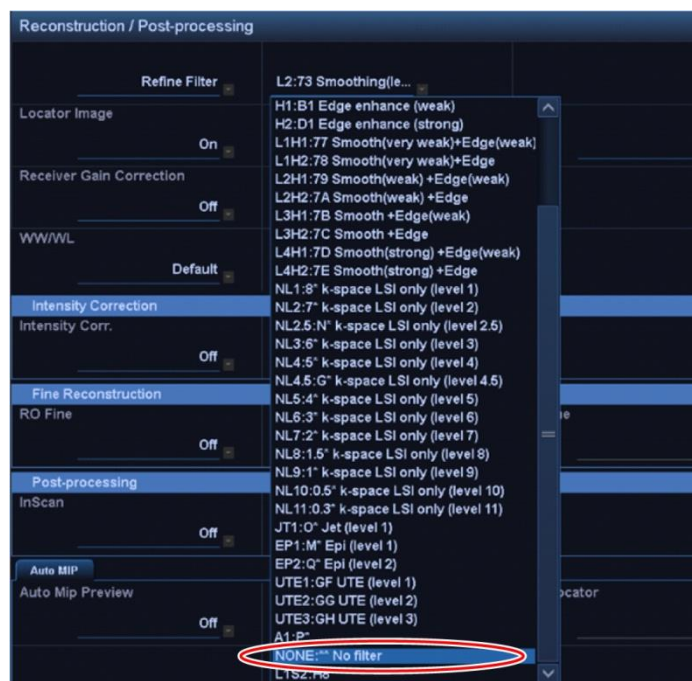 Reconstruction / Post-processing
Refine Filter
L2:73 Smoothing(le...
H1:B1 Edge enhance (weak)
H2:D1 Edge enhance (strong)
L1H1:77 Smooth(very weak)+Edge(weak)
L1H2:78 Smooth(very weak)+Edge
L2H1:79 Smooth(weak) +Edge(weak)
L2H2:7A Smooth(weak) +Edge
L3H1:7B Smooth +Edge(weak)
L3H2:7C Smooth +Edge
L4H1:7D Smooth(strong) +Edge(weak)
L4H2:7E Smooth(strong) +Edge
NL1:8* k-space LSI only (level 1)
NL2:7* k-space LSI only (level 2)
NL2.5:N* k-space LSI only (level 2.5)
NL3:6* k-space LSI only (level 3)
NL4:5* k-space LSI only (level 4)
NL4.5:G* k-space LSI only (level 4.5)
NL5:4* k-space LSI only (level 5)
NL6:3* k-space LSI only (level 6)
NL7:2* k-space LSI only (level 7)
NL8:1.5* k-space LSI only (level 8)
NL9:1* k-space LSI only (level 9)
NL10:0.5* k-space LSI only (level 10)
NL11:0.3* k-space LSI only (level 11)
JT1:O* Jet (level 1)
EP1:M* Epi (level 1)
EP2:Q* Epi (level 2)
UTE1:GF UTE (level 1)
UTE2:GG UTE (level 2)
UTE3:GH UTE (level 3)
A1:P*
NONE:** No filter
L1S2:H8
Locator Image
On
Receiver Gain Correction
Off
WW/WL
Default
Intensity Correction
Intensity Corr.
Off
Fine Reconstruction
RO Fine
Off
Post-processing
InScan
Off
Auto MIP
Auto Mip Preview
Off